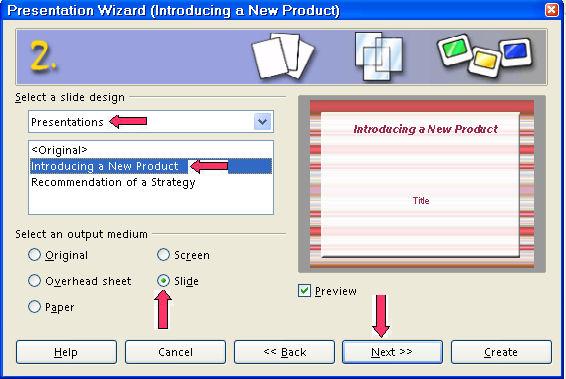 Presentation Wizard (Introducing a New Product)
2.
Select a slide design
Presentations
<Original>
Introducing a New Product
Recommendation of a Strategy
Introducing a New Product
Title
Select an output medium
Original
Screen
Overhead sheet
Slide
Paper
Preview
Help
Cancel
<< Back
Next >>
Create